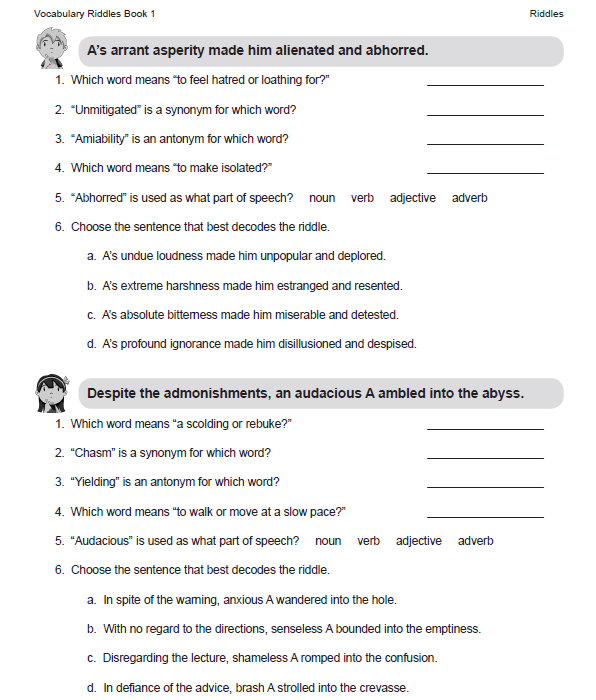 Vocabulary Riddles Book 1 Riddles
A's arrant asperity made him alienated and abhorred.
1. Which word means "to feel hatred or loathing for?"
2. "Unmitigated" is a synonym for which word?
3. "Amiability" is an antonym for which word?
4. Which word means "to make isolated?"
5. "Abhorred" is used as what part of speech? noun verb adjective adverb
6. Choose the sentence that best decodes the riddle.
a. A's undue loudness made him unpopular and deplored.
b. A's extreme harshness made him estranged and resented.
c. A's absolute bitterness made him miserable and detested.
d. A's profound ignorance made him disillusioned and despised.
Despite the admonishments, an audacious A ambled into the abyss.
1. Which word means "a scolding or rebuke?"
2. "Chasm" is a synonym for which word?
3. "Yielding" is an antonym for which word?
4. Which word means "to walk or move at a slow pace?"
5. "Audacious" is used as what part of speech? noun verb adjective adverb
6. Choose the sentence that best decodes the riddle.
a. In spite of the warning, anxious A wandered into the hole.
b. With no regard to the directions, senseless A bounded into the emptiness.
c. Disregarding the lecture, shameless A romped into the confusion.
d. In defiance of the advice, brash A strolled into the crevasse.